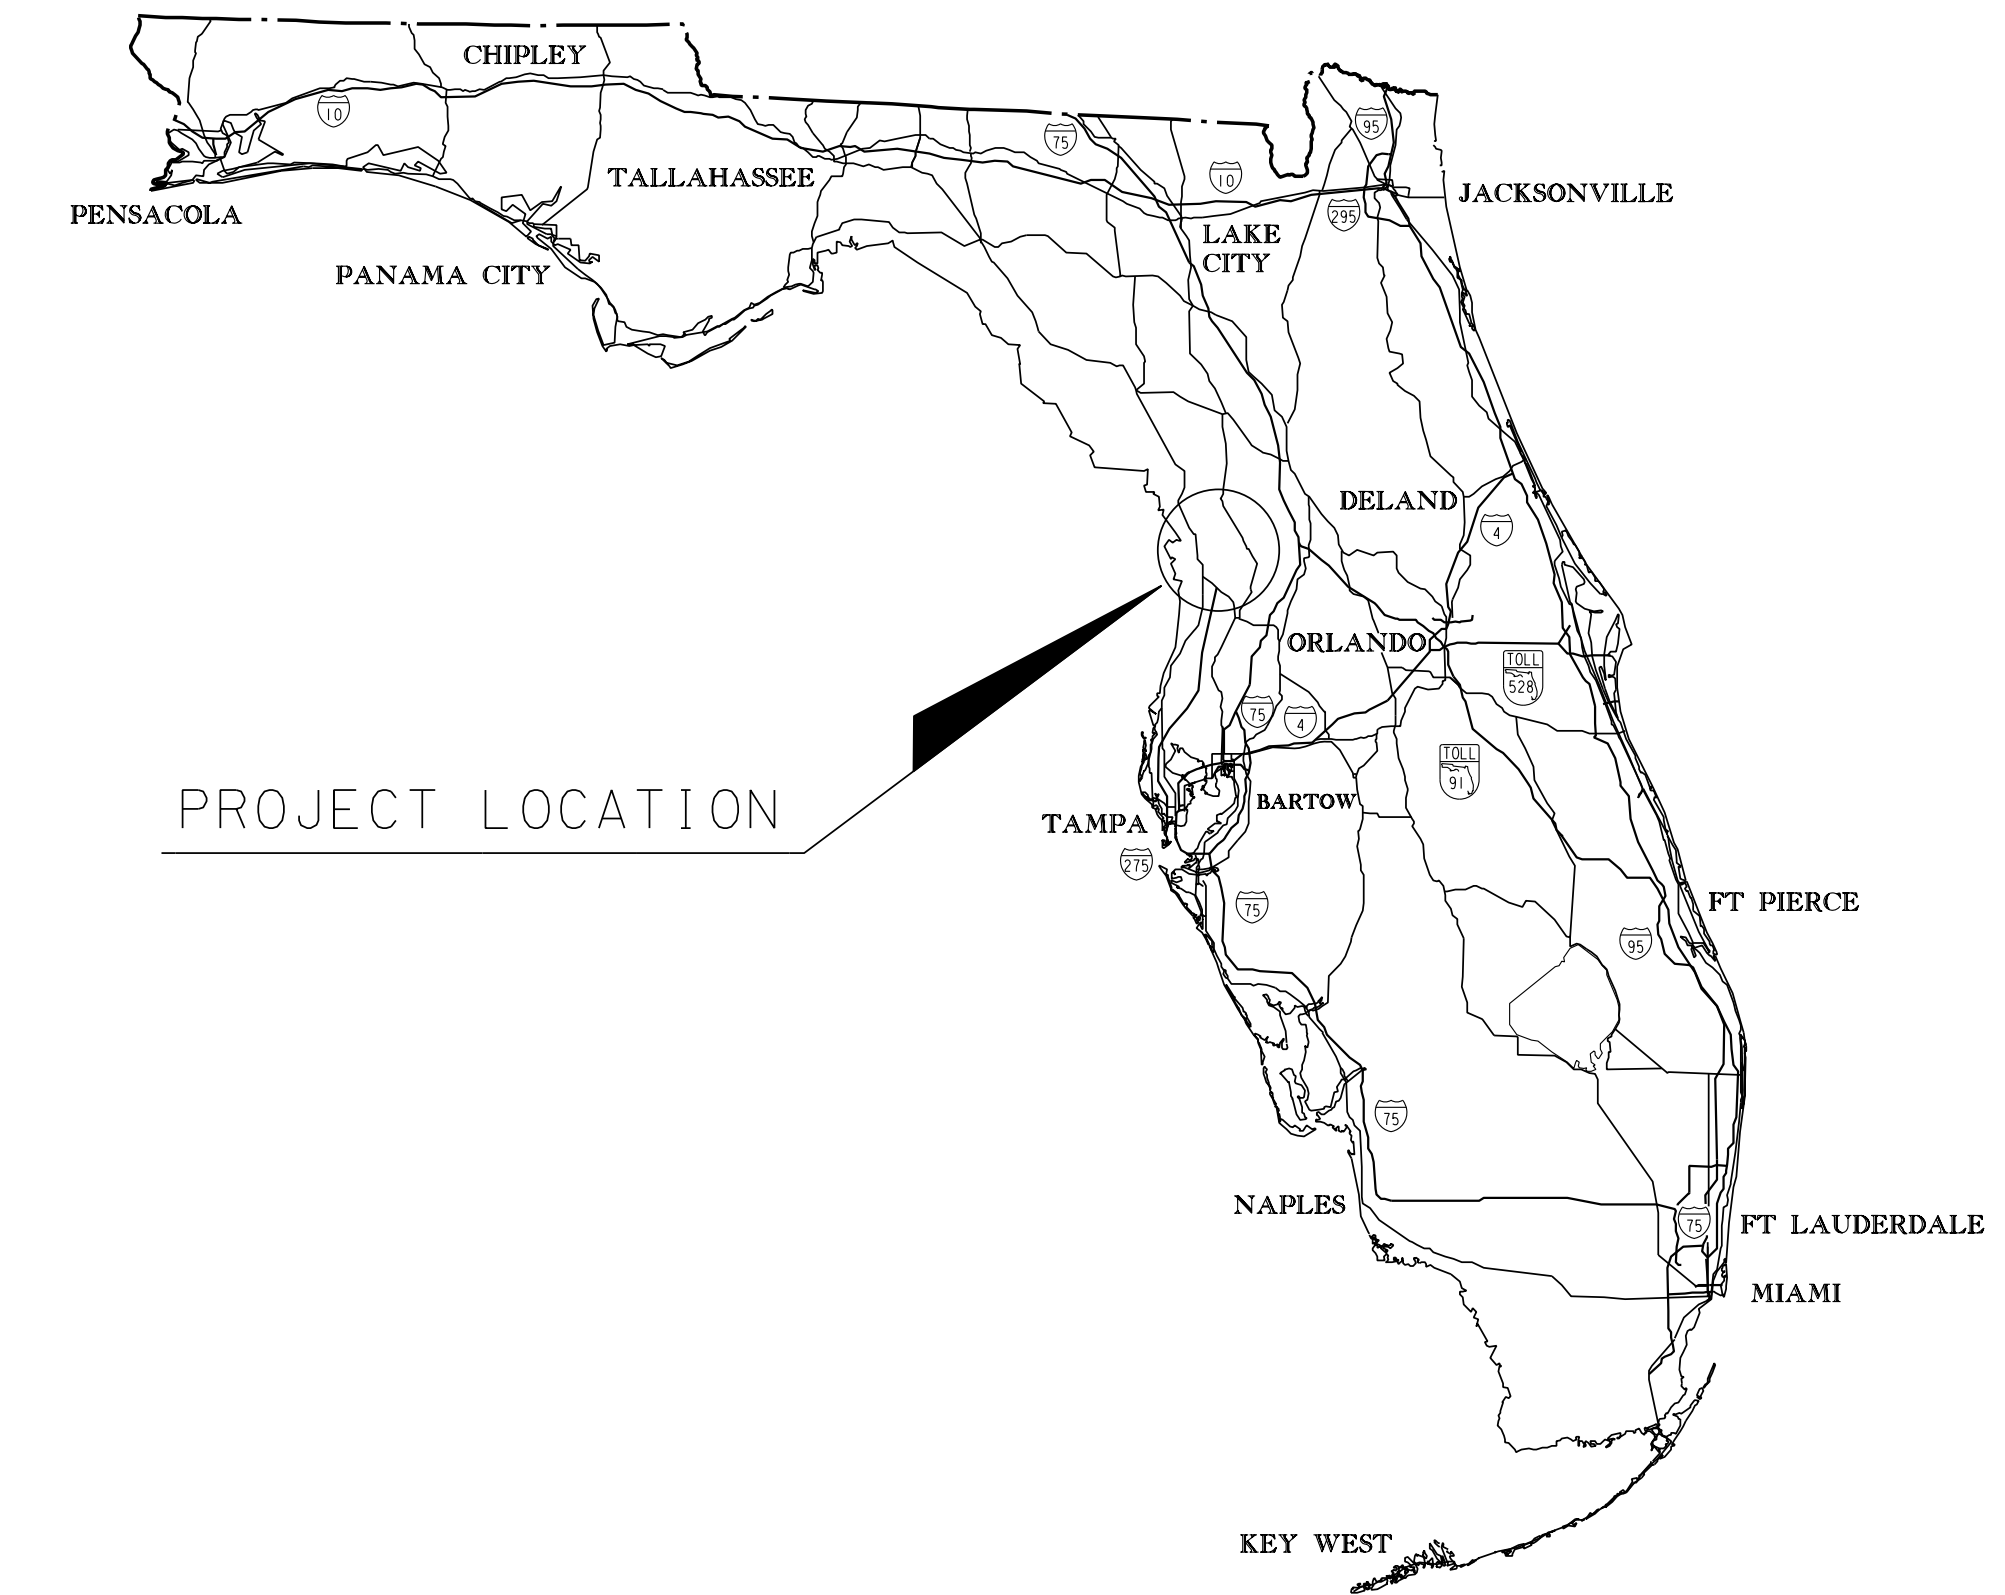 CHIPLEY
10
95
75
TALLAHASSEE
10
JACKSONVILLE
PENSACOLA
295
LAKE
CITY
PANAMA CITY
DELAND
4
ORLANDO
TOLL
528
75
4
TOLL
91
PROJECT LOCATION
BARTOW
TAMPA
275
75
FT PIERCE
95
75
NAPLES
75
FT LAUDERDALE
MIAMI
KEY WEST